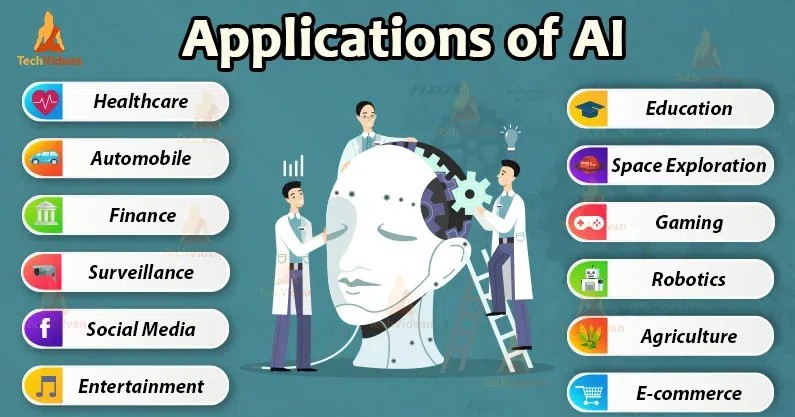 Applications of AI
TechVidvan
Healthcare
Automobile
Finance
Surveillance
Social Media
Entertainment
Education
Space Exploration
Gaming
Robotics
Agriculture
E-commerce